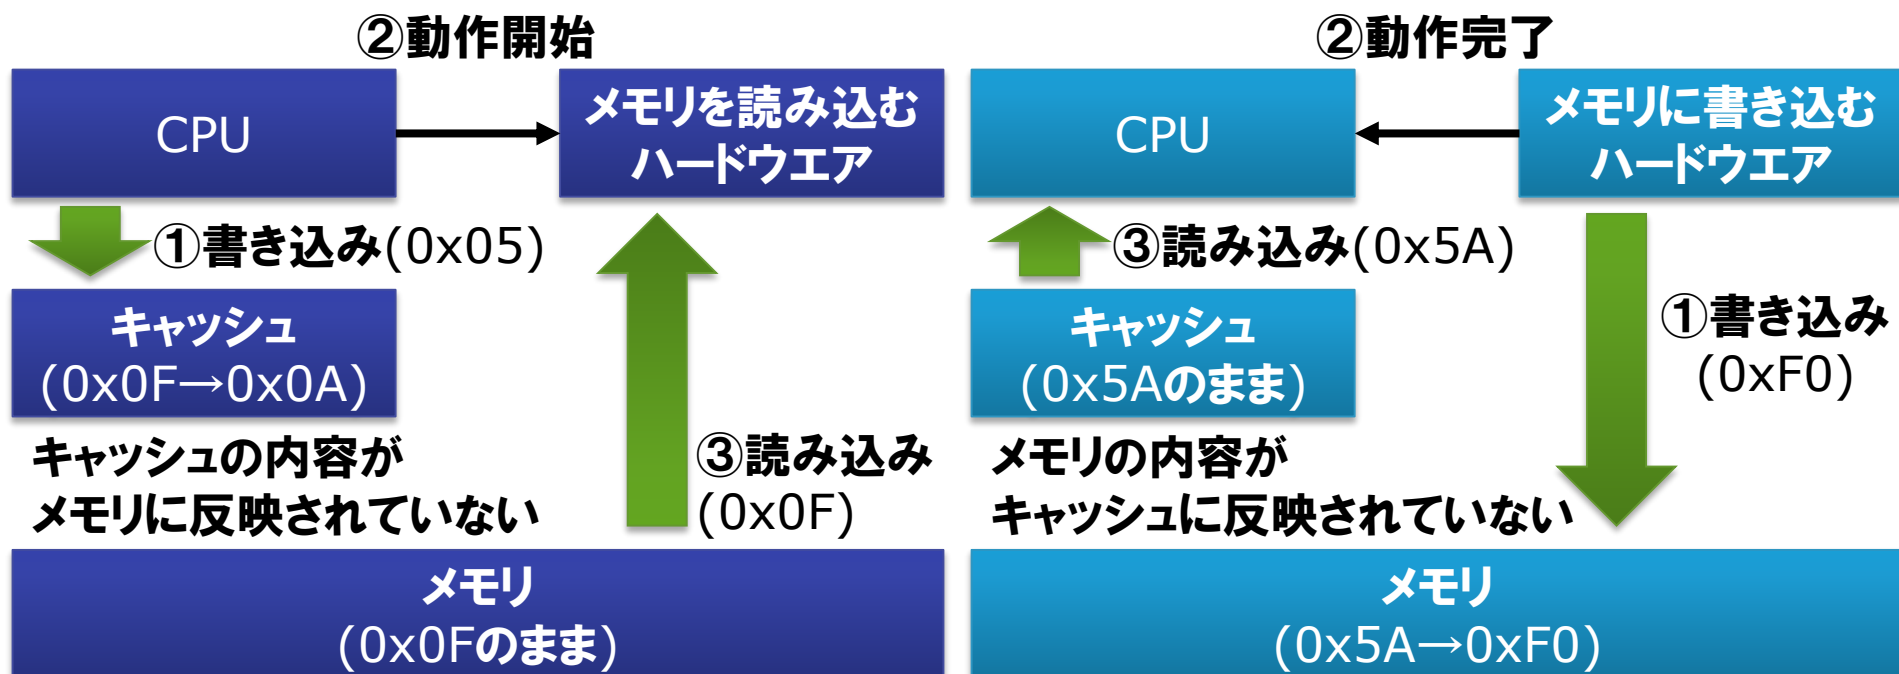 ②動作開始
CPU
メモリを読み込む
ハードウエア
①書き込み(0x05)
キャッシュ
(0x0F→0x0A)
キャッシュの内容が
メモリに反映されていない
③読み込み
(0x0F)
メモリ
(0x0Fのまま)
②動作完了
CPU
メモリに書き込む
ハードウエア
③読み込み(0x5A)
キャッシュ
(0x5Aのまま)
①書き込み
(0xF0)
メモリの内容が
キャッシュに反映されていない
メモリ
(0x5A→0xF0)